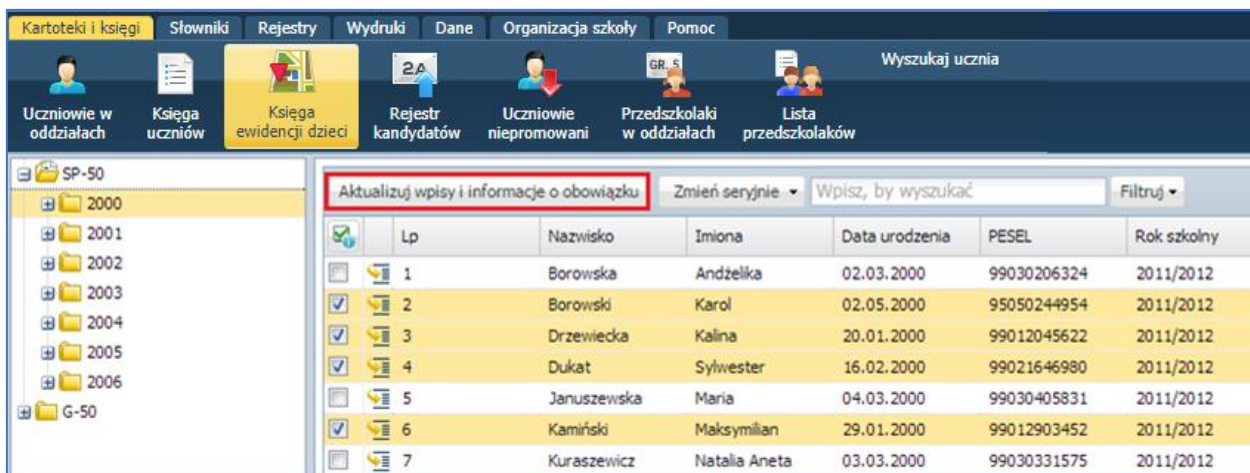 Kartoteki i księgi Słowniki Rejestry Wydruki Dane Organizacja szkoły Pomoc
2A GR. 5 Wyszukaj ucznia
Uczniowie w oddziałach Księga uczniów Księga ewidencji dzieci Rejestr kandydatów Uczniowie niepromowani Przedszkolaki w oddziałach Lista przedszkolaków
SP-50
2000
2001
2002
2003
2004
2005
2006
G-50
Aktualizuj wpisy i informacje o obowiązku Zmień seryjnie Wpisz, by wyszukać Filtruj
Lp Nazwisko Imiona Data urodzenia PESEL Rok szkolny
1 Borowska Andżelika 02.03.2000 99030206324 2011/2012
2 Borowski Karol 02.05.2000 95050244954 2011/2012
3 Drzewiecka Kalina 20.01.2000 99012045622 2011/2012
4 Dukat Sylwester 16.02.2000 99021646980 2011/2012
5 Januszewska Maria 04.03.2000 99030405831 2011/2012
6 Kamiński Maksymilian 29.01.2000 99012903452 2011/2012
7 Kuraszewicz Natalia Aneta 03.03.2000 99030331575 2011/2012